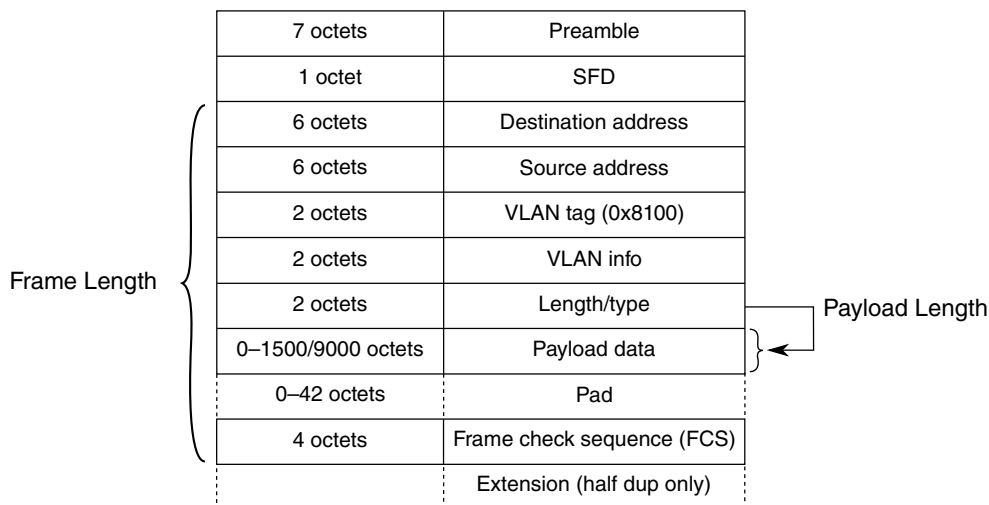 7 octets Preamble
1 octet SFD
6 octets Destination address
6 octets Source address
2 octets VLAN tag (0x8100)
2 octets VLAN info
Frame Length
2 octets Length/type
Payload Length
0–1500/9000 octets Payload data
0–42 octets Pad
4 octets Frame check sequence (FCS)
Extension (half dup only)